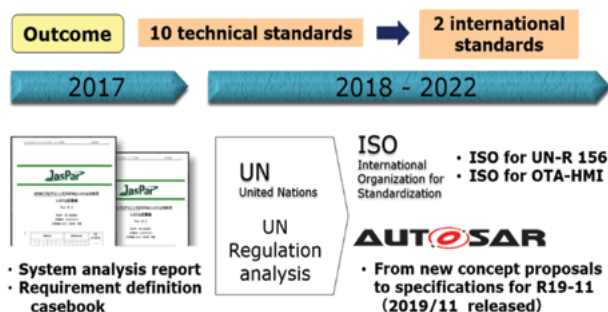 Outcome
10 technical standards
2 international
standards
2017
2018 - 2022
JasPar
JasPar
UN
United Nations
UN
Regulation
analysis
ISO
International
Organization for
Standardization
· ISO for UN-R 156
· ISO for OTA-HMI
AUTOSAR
· System analysis report
· Requirement definition
casebook
· From new concept proposals
to specifications for R19-11
(2019/11 released)